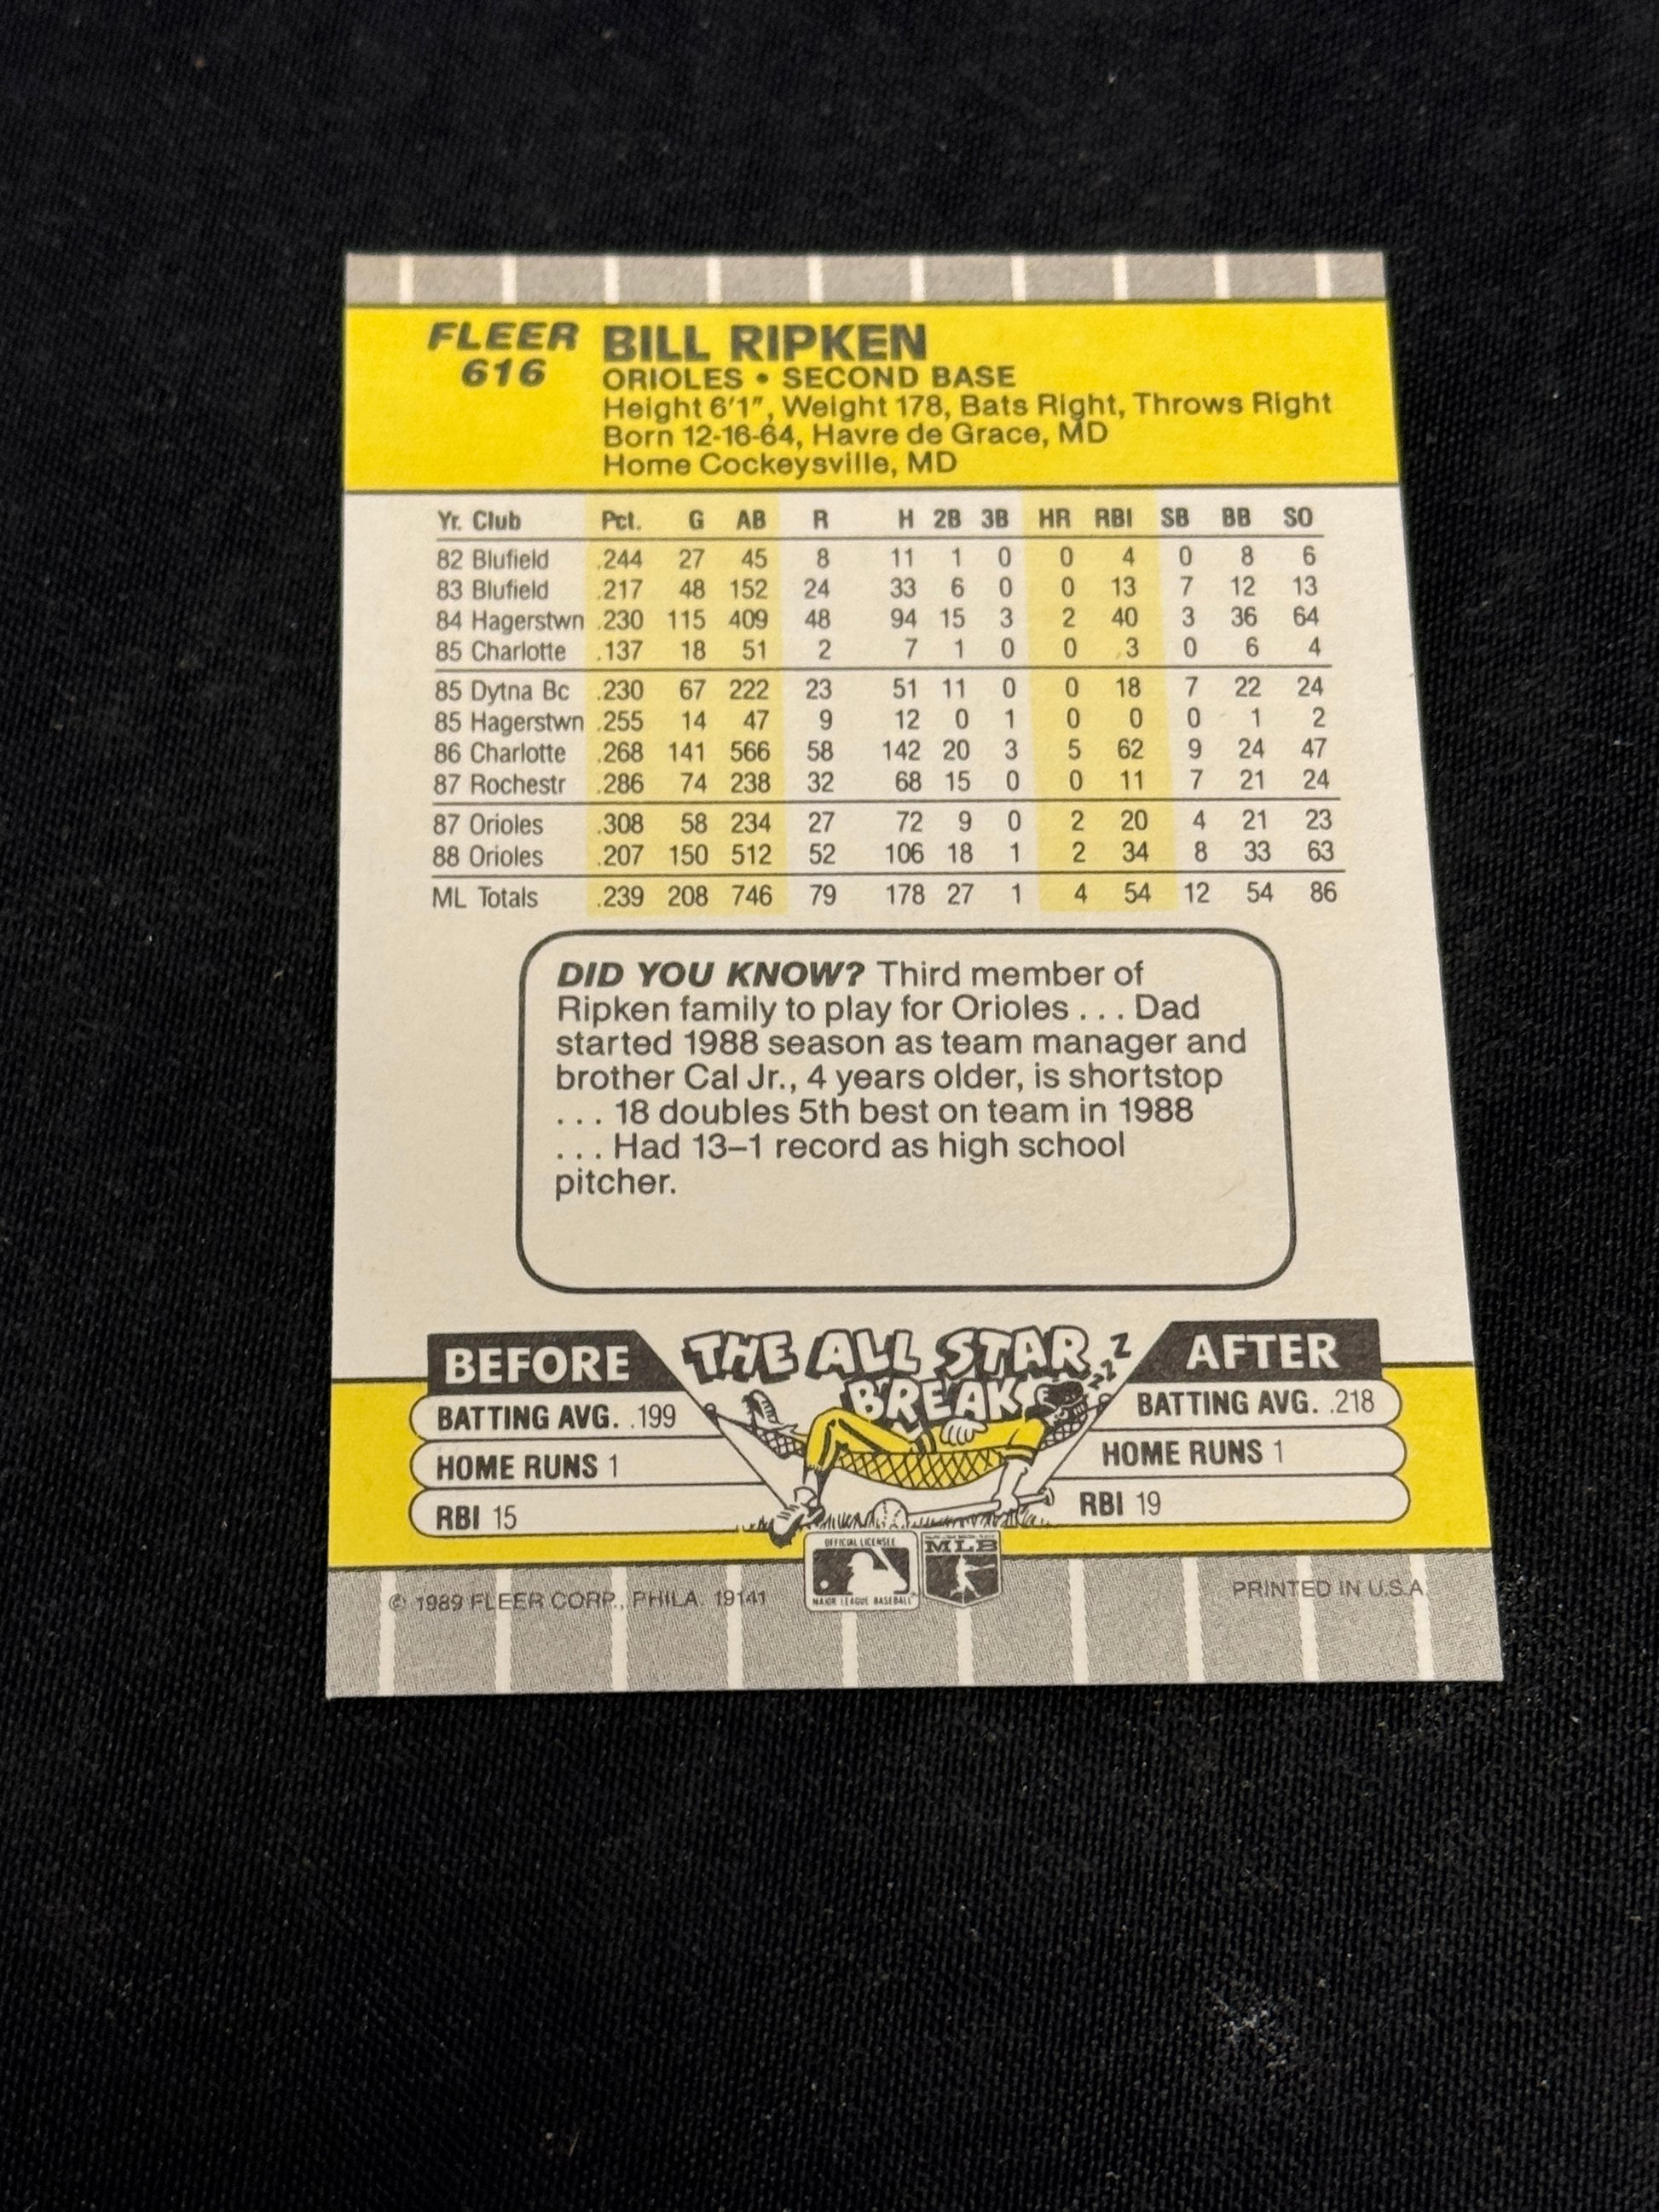 FLEER
616
BILL RIPKEN
ORIOLES • SECOND BASE
Height 6'1", Weight 178, Bats Right, Throws Right
Born 12-16-64, Havre de Grace, MD
Home Cockeysville, MD
Yr. Club Pct. G AB R H 2B 3B HR RBI SB BB SO
82 Blufield .244 27 45 8 11 1 0 0 4 0 8 6
83 Blufield .217 48 152 24 33 6 0 0 13 7 12 13
84 Hagerstwn .230 115 409 48 94 15 3 2 40 3 36 64
85 Charlotte .137 18 51 2 7 1 0 0 3 0 6 4
85 Dytna Bc .230 67 222 23 51 11 0 0 18 7 22 24
85 Hagerstwn .255 14 47 9 12 0 1 0 0 0 1 2
86 Charlotte .268 141 566 58 142 20 3 5 62 9 24 47
87 Rochestr .286 74 238 32 68 15 0 0 11 7 21 24
87 Orioles .308 58 234 27 72 9 0 2 20 4 21 23
88 Orioles .207 150 512 52 106 18 1 2 34 8 33 63
ML Totals .239 208 746 79 178 27 1 4 54 12 54 86
DID YOU KNOW? Third member of
Ripken family to play for Orioles . . . Dad
started 1988 season as team manager and
brother Cal Jr., 4 years older, is shortstop
. . . 18 doubles 5th best on team in 1988
. . . Had 13–1 record as high school
pitcher.
THE ALL STAR
BREAK
ZZZZ
BEFORE
BATTING AVG. .199
HOME RUNS 1
RBI 15
AFTER
BATTING AVG. .218
HOME RUNS 1
RBI 19
OFFICIAL LICENSEE
MAJOR LEAGUE BASEBALL
MLB
© 1989 FLEER CORP., PHILA. 19141
PRINTED IN U.S.A.